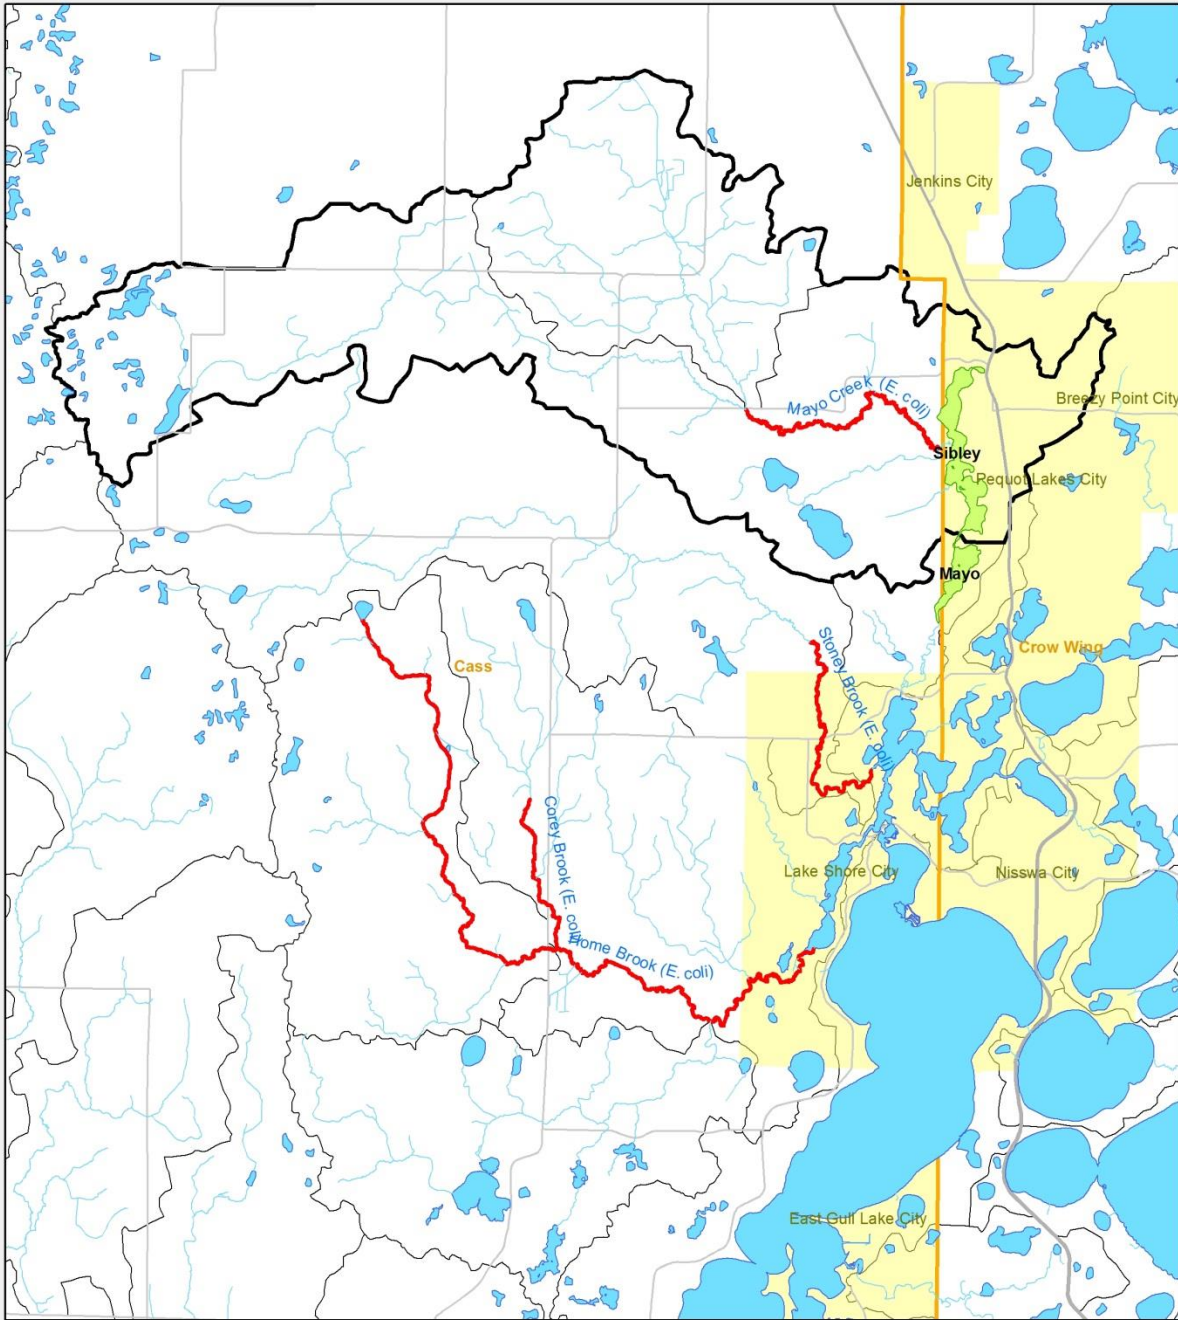 Jenkins City
Mayo Creek (E. coli)
Breezy Point City
Sibley
Pequot Lakes City
Mayo
Stoney Brook (E. coli)
Crow Wing
Cass
Corey Brook (E. coli)
Lake Shore City
Nisswa City
Home Brook (E. coli)
East Gull Lake City